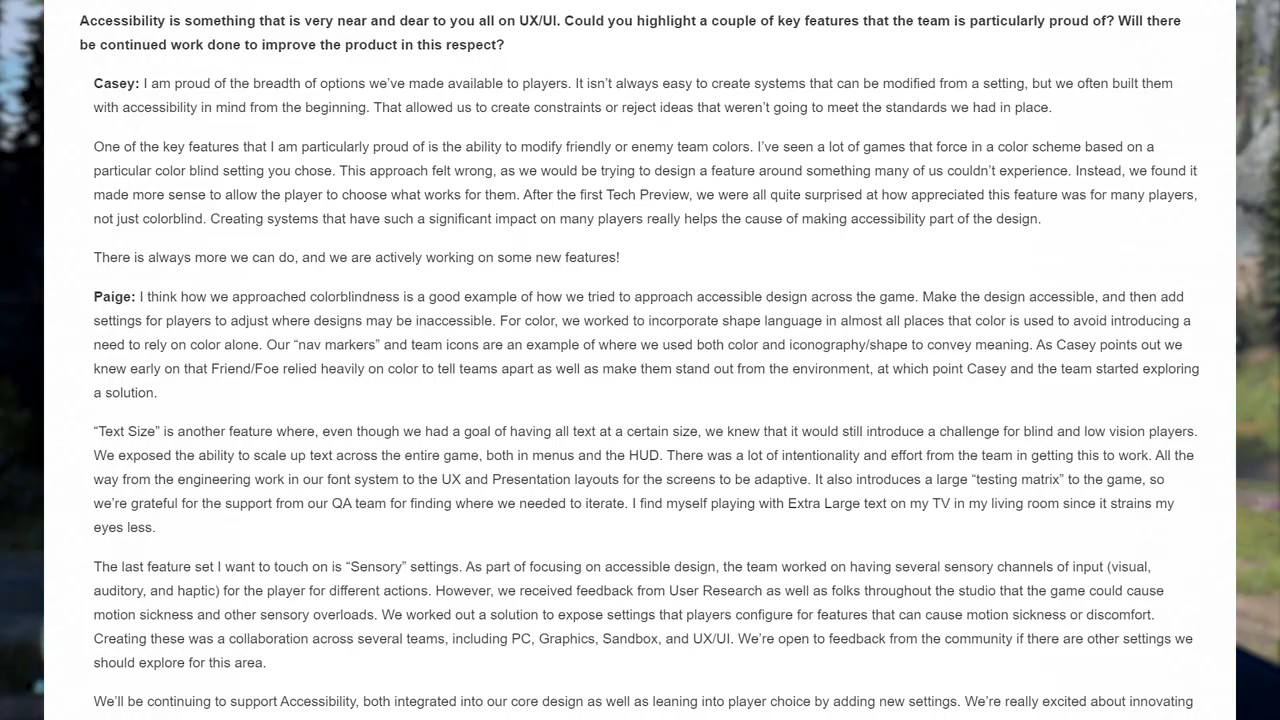 Accessibility is something that is very near and dear to you all on UX/UI. Could you highlight a couple of key features that the team is particularly proud of? Will there
be continued work done to improve the product in this respect?
Casey: I am proud of the breadth of options we’ve made available to players. It isn’t always easy to create systems that can be modified from a setting, but we often built them
with accessibility in mind from the beginning. That allowed us to create constraints or reject ideas that weren’t going to meet the standards we had in place.
One of the key features that I am particularly proud of is the ability to modify friendly or enemy team colors. I’ve seen a lot of games that force in a color scheme based on a
particular color blind setting you chose. This approach felt wrong, as we would be trying to design a feature around something many of us couldn’t experience. Instead, we found it
made more sense to allow the player to choose what works for them. After the first Tech Preview, we were all quite surprised at how appreciated this feature was for many players,
not just colorblind. Creating systems that have such a significant impact on many players really helps the cause of making accessibility part of the design.
There is always more we can do, and we are actively working on some new features!
Paige: I think how we approached colorblindness is a good example of how we tried to approach accessible design across the game. Make the design accessible, and then add
settings for players to adjust where designs may be inaccessible. For color, we worked to incorporate shape language in almost all places that color is used to avoid introducing a
need to rely on color alone. Our “nav markers” and team icons are an example of where we used both color and iconography/shape to convey meaning. As Casey points out we
knew early on that Friend/Foe relied heavily on color to tell teams apart as well as make them stand out from the environment, at which point Casey and the team started exploring
a solution.
“Text Size” is another feature where, even though we had a goal of having all text at a certain size, we knew that it would still introduce a challenge for blind and low vision players.
We exposed the ability to scale up text across the entire game, both in menus and the HUD. There was a lot of intentionality and effort from the team in getting this to work. All the
way from the engineering work in our font system to the UX and Presentation layouts for the screens to be adaptive. It also introduces a large “testing matrix” to the game, so
we’re grateful for the support from our QA team for finding where we needed to iterate. I find myself playing with Extra Large text on my TV in my living room since it strains my
eyes less.
The last feature set I want to touch on is “Sensory” settings. As part of focusing on accessible design, the team worked on having several sensory channels of input (visual,
auditory, and haptic) for the player for different actions. However, we received feedback from User Research as well as folks throughout the studio that the game could cause
motion sickness and other sensory overloads. We worked out a solution to expose settings that players configure for features that can cause motion sickness or discomfort.
Creating these was a collaboration across several teams, including PC, Graphics, Sandbox, and UX/UI. We’re open to feedback from the community if there are other settings we
should explore for this area.
We’ll be continuing to support Accessibility, both integrated into our core design as well as leaning into player choice by adding new settings. We’re really excited about innovating